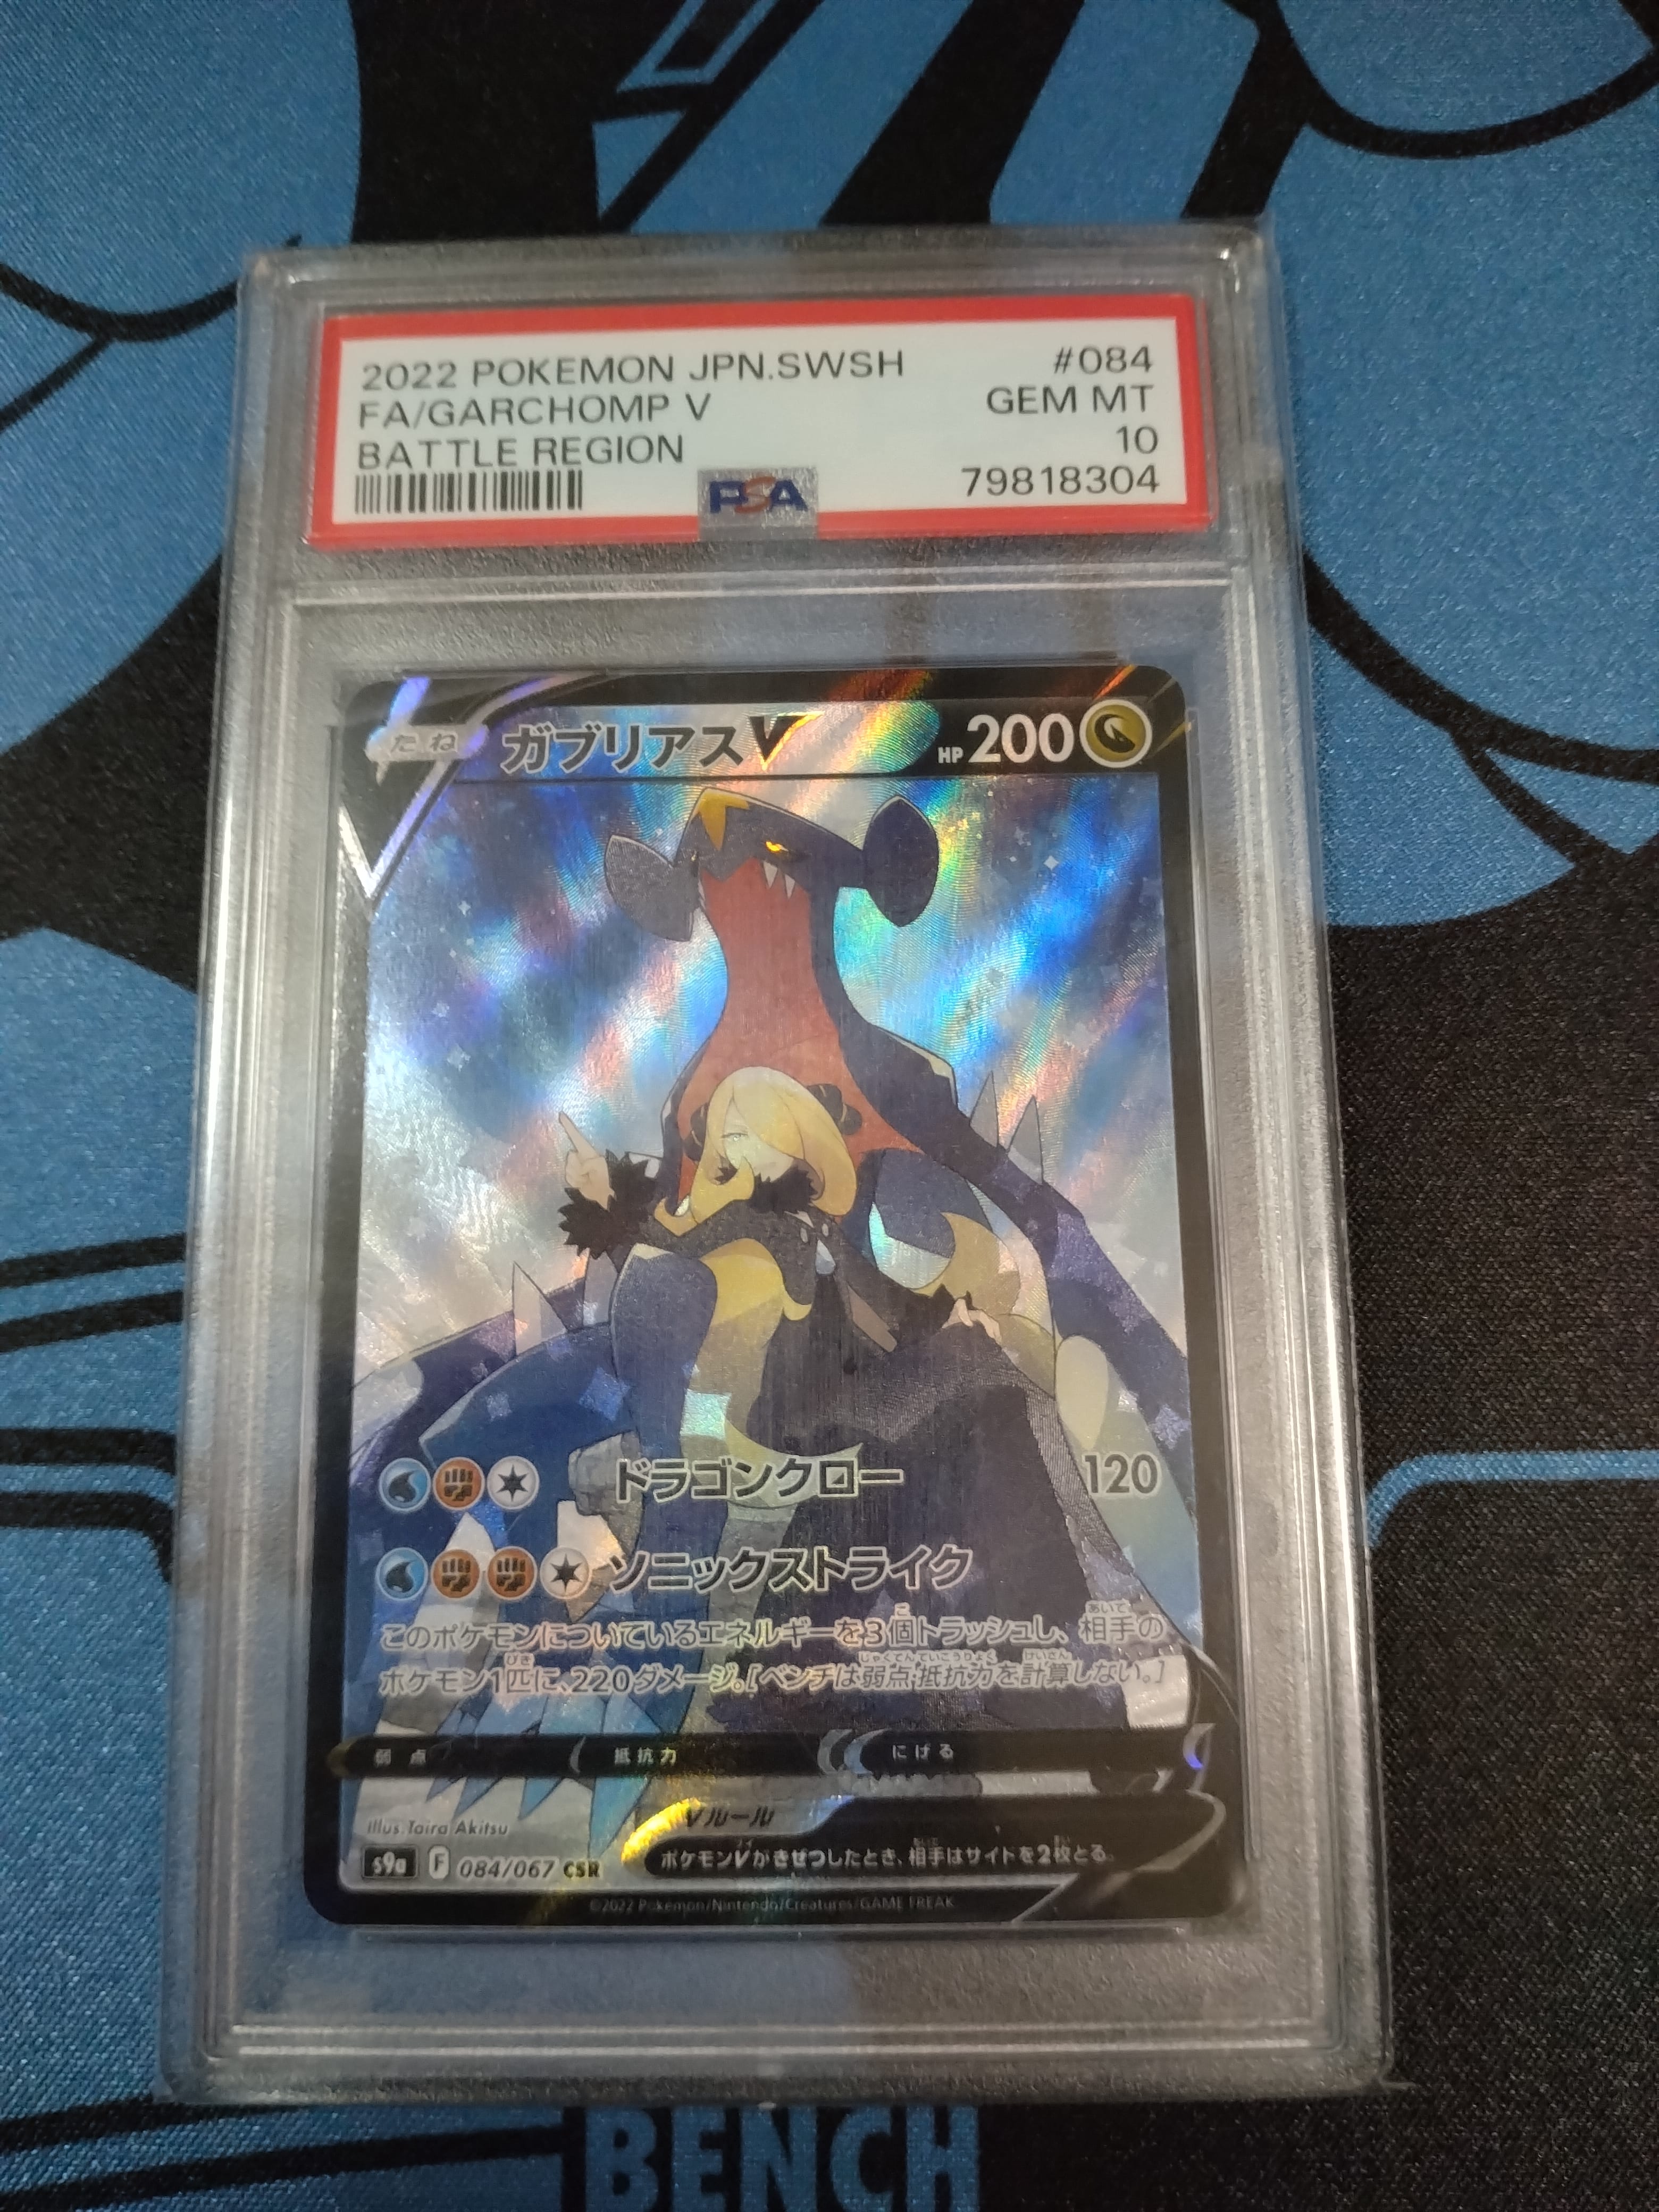 2022 POKEMON JPN.SWSH #084
FA/GARCHOMP V GEM MT
BATTLE REGION 10
PSA 79818304
たね ガブリアスV HP 200
ドラゴンクロー 120
ソニックストライク
このポケモンについているエネルギーを3個トラッシュし、相手の
ポケモン1匹に、220ダメージ。[ベンチは弱点・抵抗力を計算しない。]
弱点 抵抗力 にげる
illus. Taira Akitsu
Vルール
ポケモンVがきぜつしたとき、相手はサイドを2枚とる。
s9a F 084/067 CSR
©2022 Pokémon/Nintendo/Creatures/GAME FREAK
BENCH